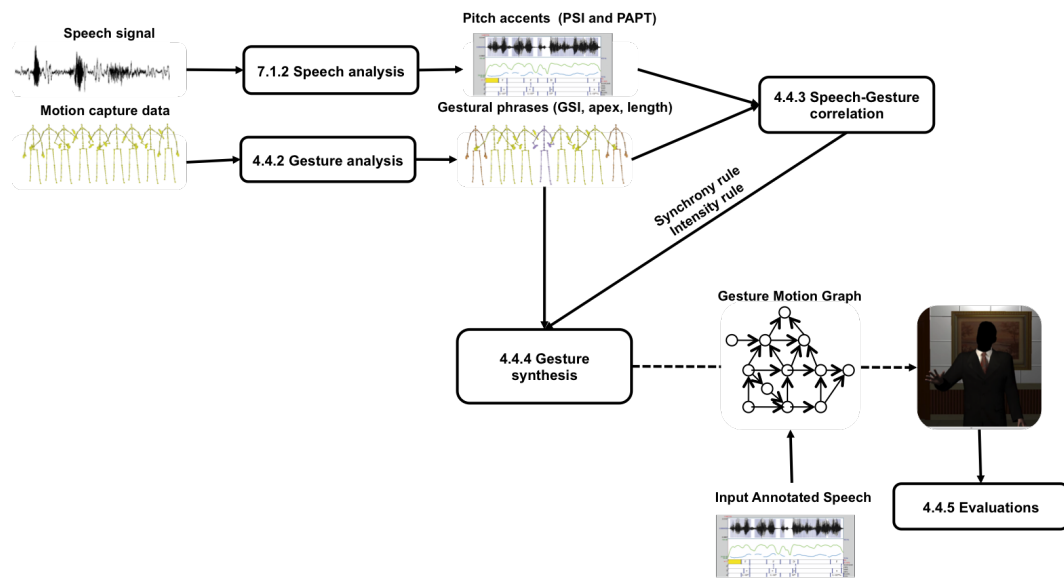 Pitch accents (PSI and PAPT)
Speech signal
7.1.2 Speech analysis
Motion capture data
Gestural phrases (GSI, apex, length)
4.4.3 Speech-Gesture
correlation
4.4.2 Gesture analysis
Synchrony rule
Intensity rule
Gesture Motion Graph
4.4.4 Gesture
synthesis
Input Annotated Speech
4.4.5 Evaluations